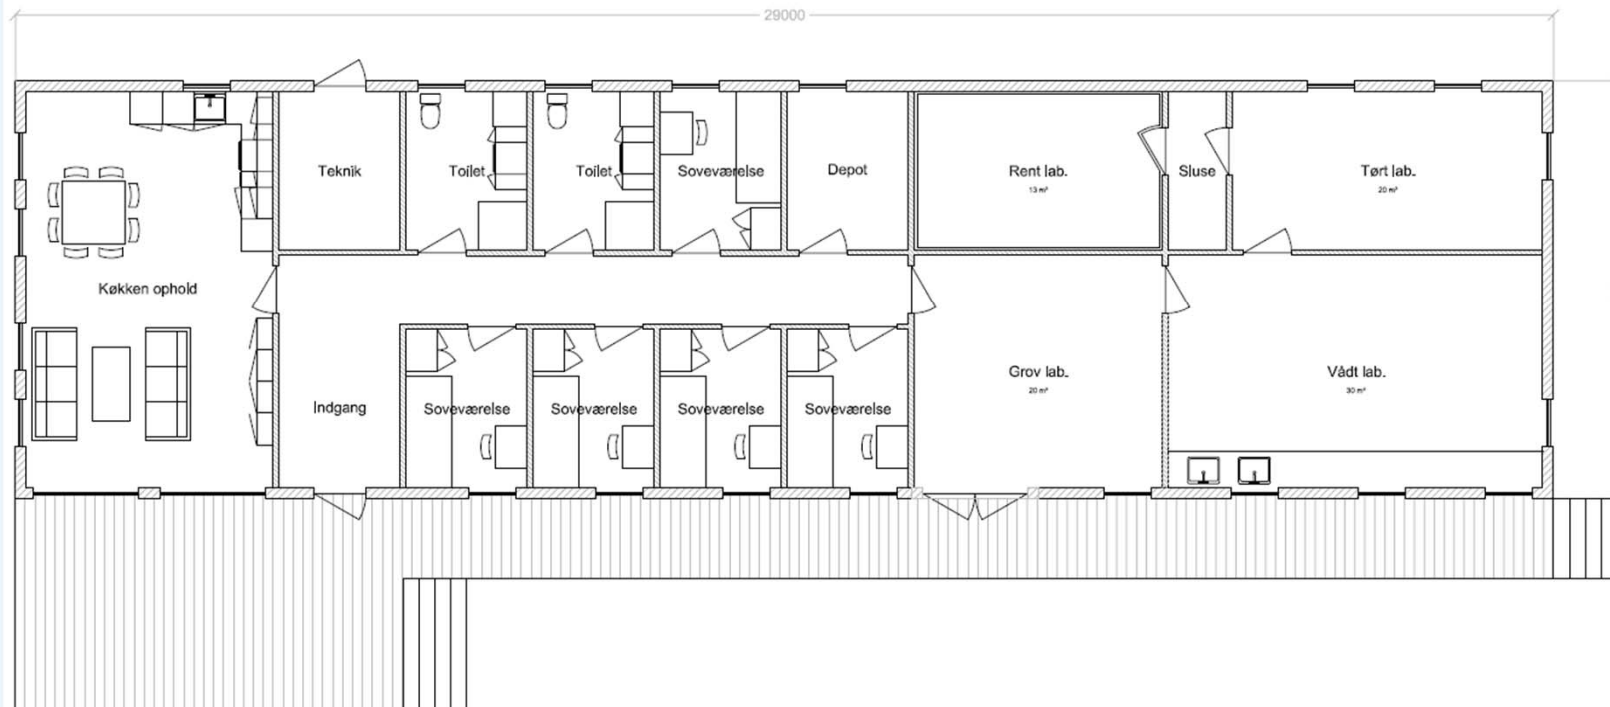 29000
Teknik
Toilet
Toilet
Soveværelse
Depot
Rent lab.
13 m²
Sluse
Tørt lab.
20 m²
Køkken ophold
Grov lab.
20 m²
Vådt lab.
30 m²
Indgang
Soveværelse
Soveværelse
Soveværelse
Soveværelse